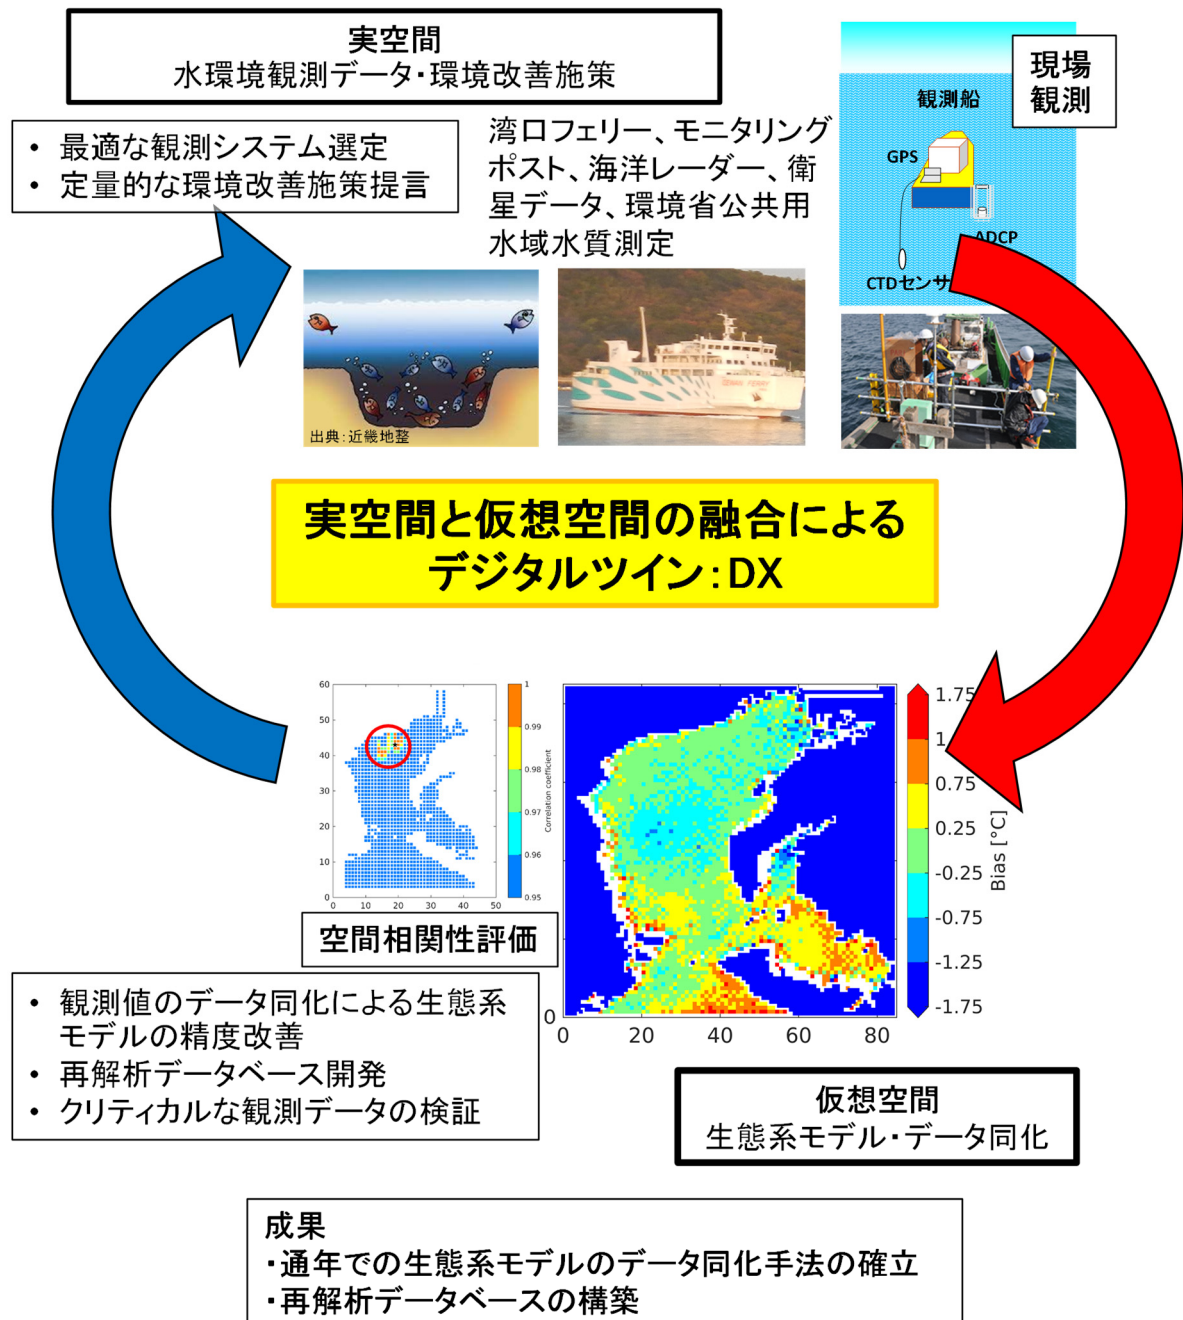 実空間
水環境観測データ・環境改善施策
・最適な観測システム選定
・定量的な環境改善施策提言
湾口フェリー、モニタリング
ポスト、海洋レーダー、衛
星データ、環境省公共用
水域水質測定
現場
観測
観測船
GPS
ADCP
CTDセンサ
出典：近畿地整
実空間と仮想空間の融合による
デジタルツイン：DX
60
50
40
30
20
10
0
0 10 20 30 40 50
1
0.99
0.98
0.97
0.96
0.95
Correlation coefficient
空間相関性評価
0
0 20 40 60 80
1.75
1
0.75
0.25
-0.25
-0.75
-1.25
-1.75
Bias [°C]
・観測値のデータ同化による生態系
モデルの精度改善
・再解析データベース開発
・クリティカルな観測データの検証
仮想空間
生態系モデル・データ同化
成果
・通年での生態系モデルのデータ同化手法の確立
・再解析データベースの構築